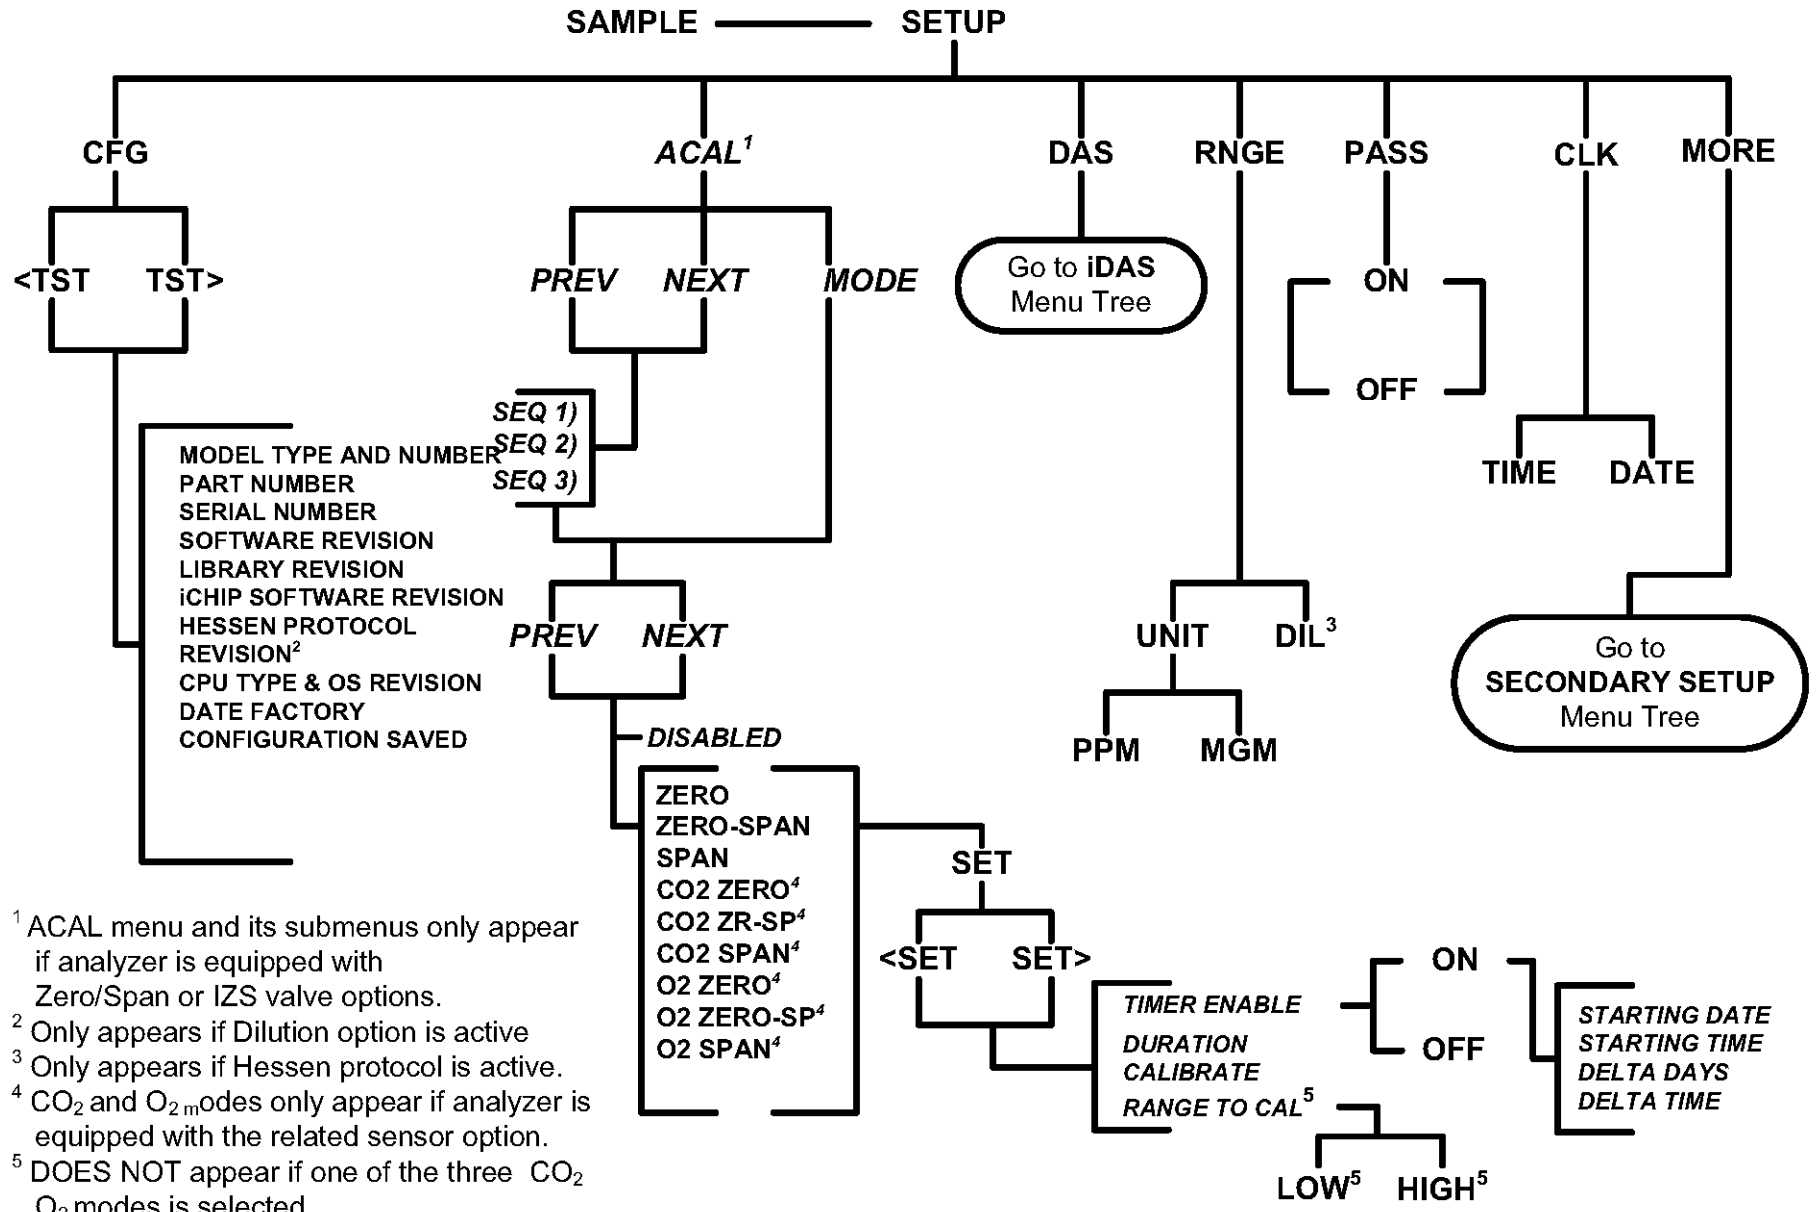 SAMPLE SETUP
CFG ACAL¹ DAS RNGE PASS CLK MORE
<TST TST> PREV NEXT MODE
Go to iDAS
Menu Tree
ON
OFF
TIME DATE
SEQ 1)
SEQ 2)
SEQ 3)
MODEL TYPE AND NUMBER
PART NUMBER
SERIAL NUMBER
SOFTWARE REVISION
LIBRARY REVISION
iCHIP SOFTWARE REVISION
HESSEN PROTOCOL
REVISION²
CPU TYPE & OS REVISION
DATE FACTORY
CONFIGURATION SAVED
PREV NEXT
UNIT DIL³
PPM MGM
Go to
SECONDARY SETUP
Menu Tree
DISABLED
ZERO
ZERO-SPAN
SPAN
CO2 ZERO⁴
CO2 ZR-SP⁴
CO2 SPAN⁴
O2 ZERO⁴
O2 ZERO-SP⁴
O2 SPAN⁴
SET
<SET SET>
TIMER ENABLE
DURATION
CALIBRATE
RANGE TO CAL⁵
ON
OFF
STARTING DATE
STARTING TIME
DELTA DAYS
DELTA TIME
LOW⁵ HIGH⁵
¹ ACAL menu and its submenus only appear
if analyzer is equipped with
Zero/Span or IZS valve options.
² Only appears if Dilution option is active
³ Only appears if Hessen protocol is active.
⁴ CO₂ and O₂ modes only appear if analyzer is
equipped with the related sensor option.
⁵ DOES NOT appear if one of the three CO₂
O₂ modes is selected